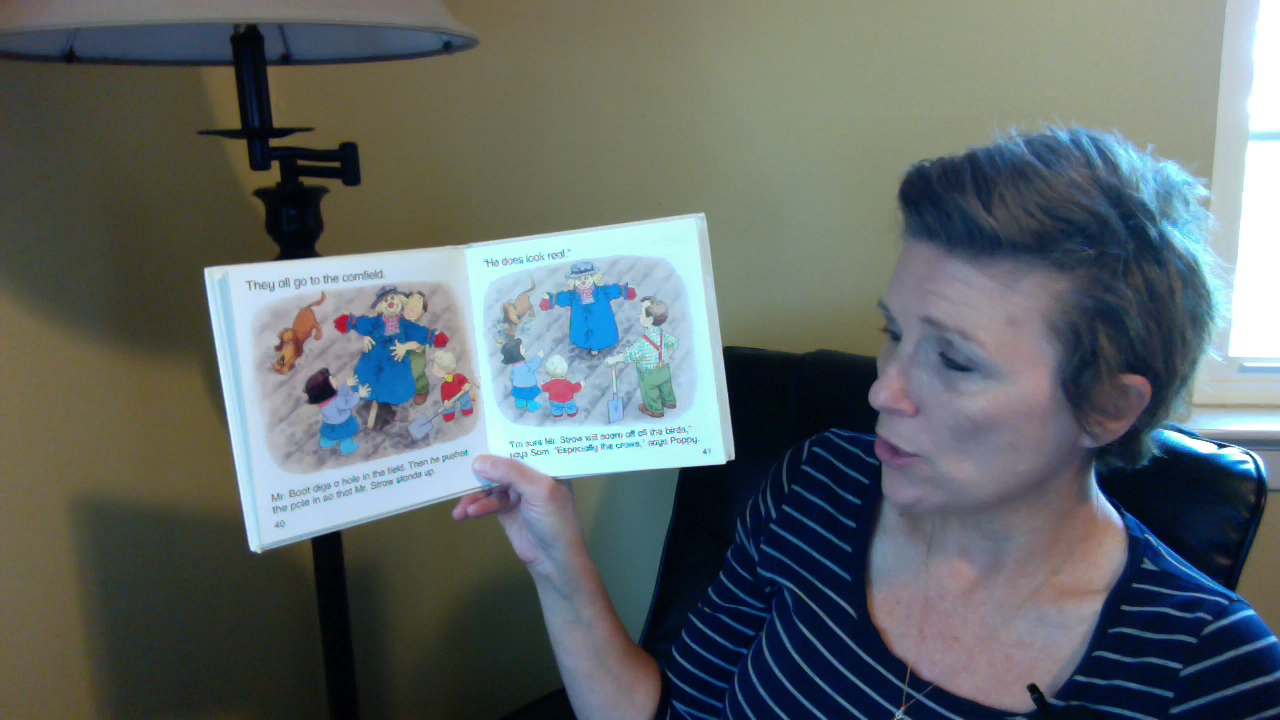 They all go to the cornfield.
Mr. Boot digs a hole in the field. Then he pushes
the pole in so that Mr. Straw stands up.
40
"He does look real."
"I'm sure Mr. Straw will scare off all the birds,"
says Sam. "Especially the crows," says Poppy.
41